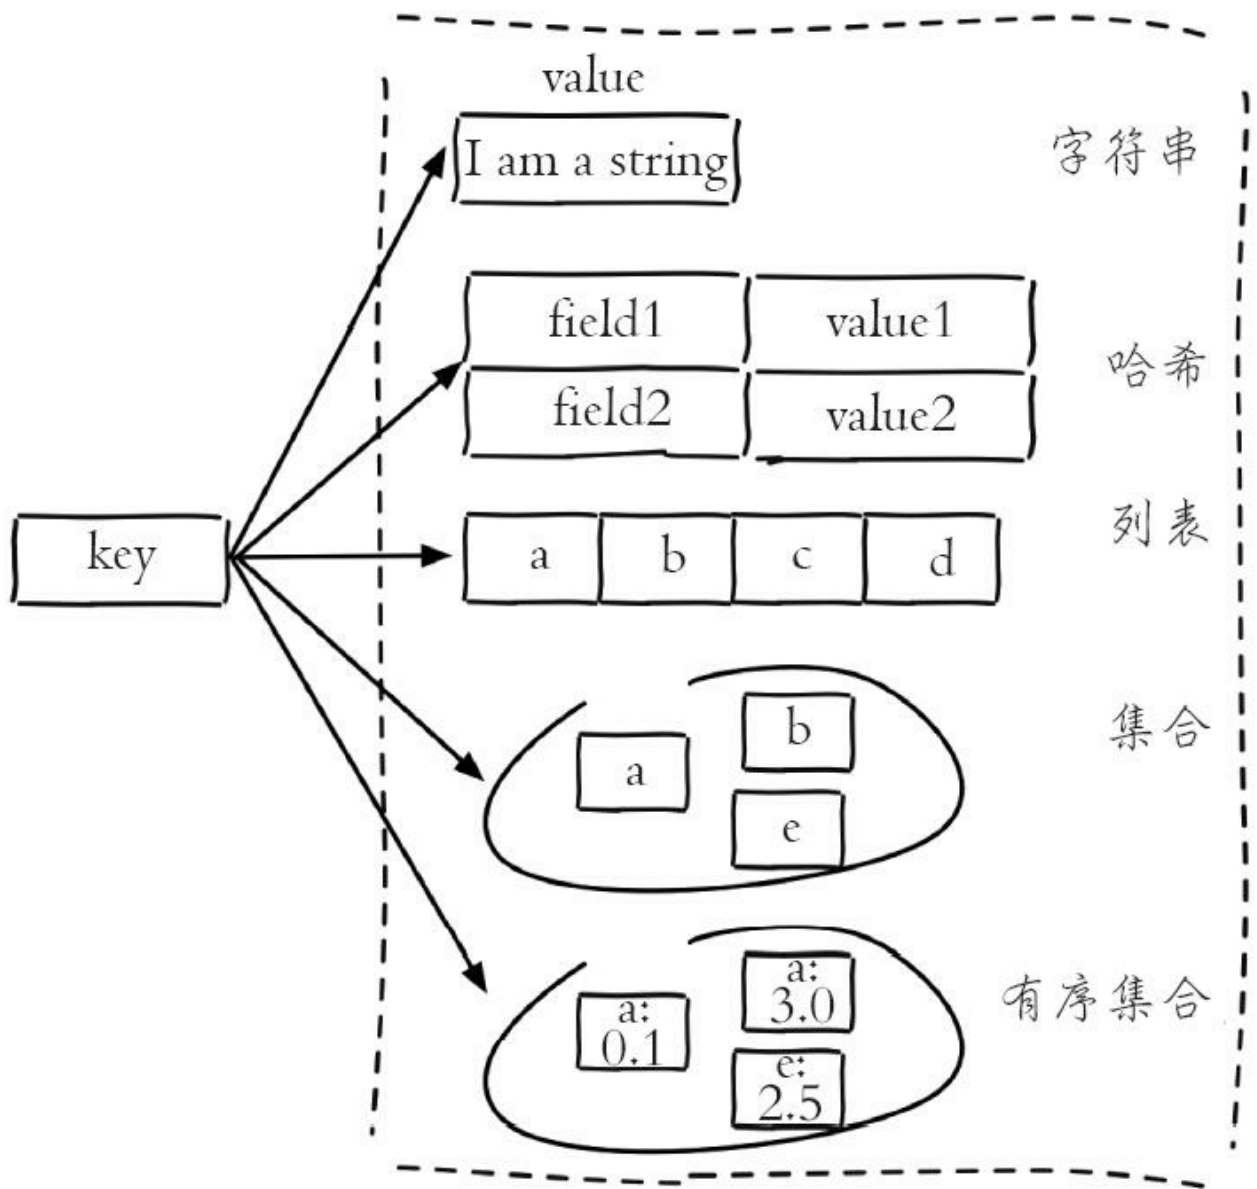 value
I am a string
字符串
field1
value1
field2
value2
哈希
key
a
b
c
d
列表
a
b
e
集合
a:
0.1
a:
3.0
e:
2.5
有序集合